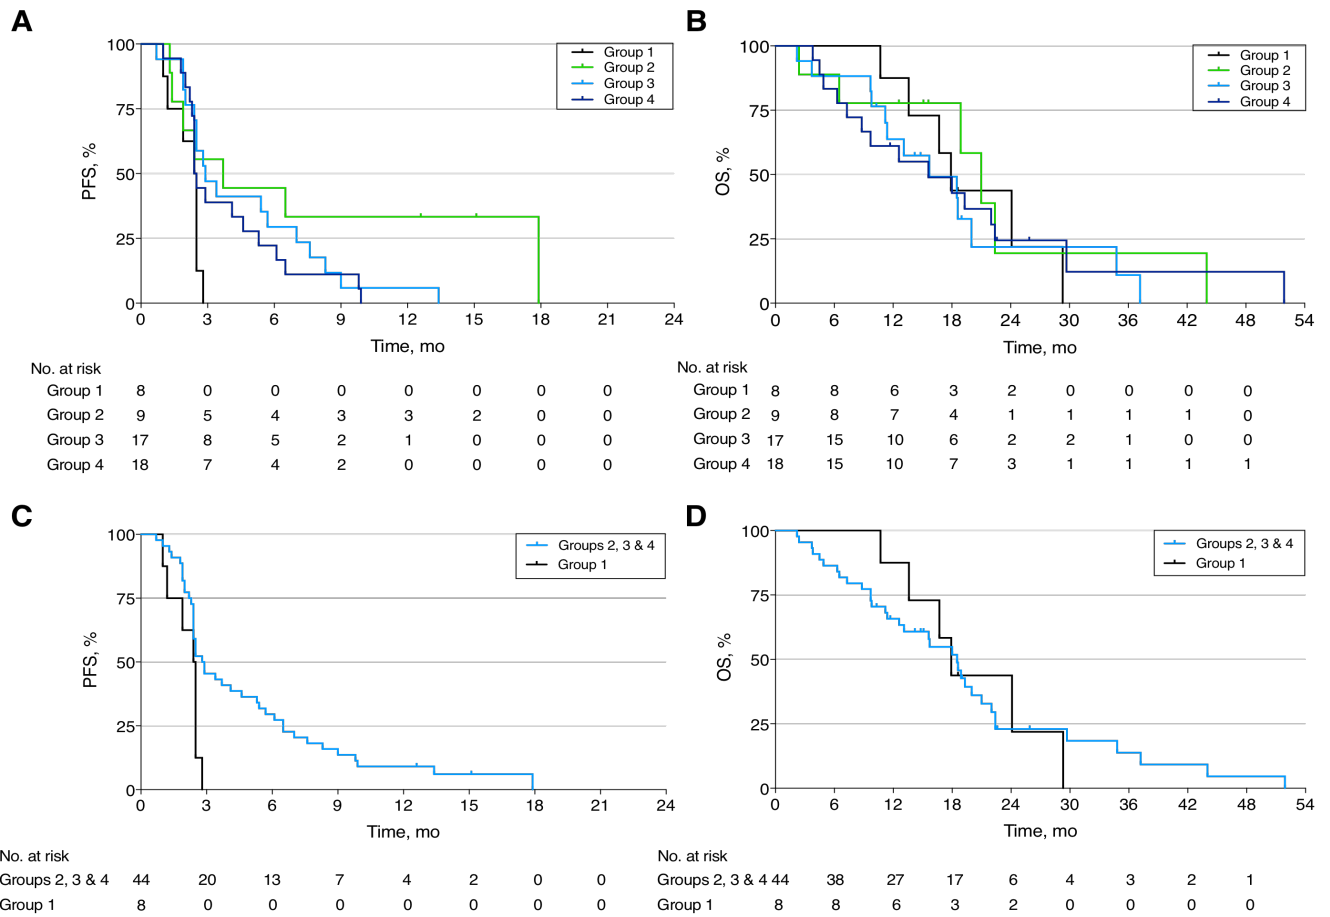 A
100
75
50
25
0
PFS, %
0 3 6 9 12 15 18 21 24
Time, mo
Group 1
Group 2
Group 3
Group 4
No. at risk
Group 1 8 0 0 0 0 0 0 0
Group 2 9 5 4 3 3 2 0 0
Group 3 17 8 5 2 1 0 0 0
Group 4 18 7 4 2 0 0 0 0
B
100
75
50
25
0
OS, %
0 6 12 18 24 30 36 42 48 54
Time, mo
Group 1
Group 2
Group 3
Group 4
No. at risk
Group 1 8 8 6 3 2 0 0 0 0
Group 2 9 8 7 4 1 1 1 1 0
Group 3 17 15 10 6 2 2 1 0 0
Group 4 18 15 10 7 3 1 1 1 1
C
100
75
50
25
0
PFS, %
0 3 6 9 12 15 18 21 24
Time, mo
Groups 2, 3 & 4
Group 1
No. at risk
Groups 2, 3 & 4 44 20 13 7 4 2 0 0
Group 1 8 0 0 0 0 0 0 0
D
100
75
50
25
0
OS, %
0 6 12 18 24 30 36 42 48 54
Time, mo
Groups 2, 3 & 4
Group 1
No. at risk
Groups 2, 3 & 4 44 38 27 17 6 4 3 2 1
Group 1 8 8 6 3 2 0 0 0 0